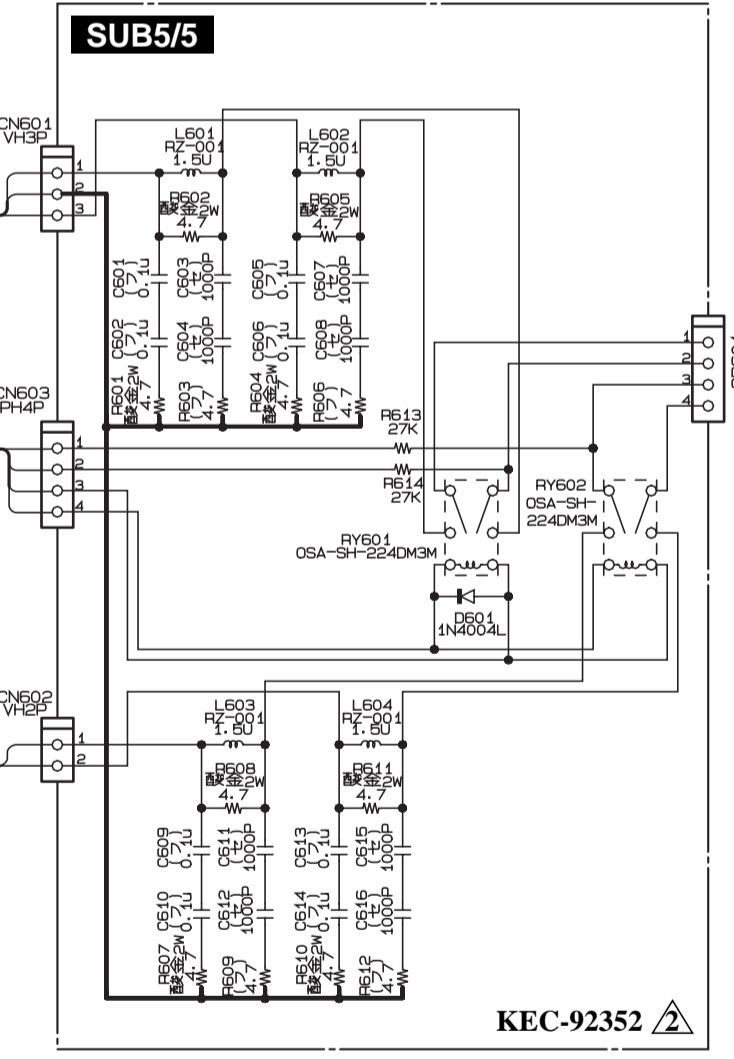 SUB5/5
CN601
VH3P
1
2
3
L601
RZ-001
1.5U
L602
RZ-001
1.5U
R602
酸金2W
4.7
R605
酸金2W
4.7
C601
(フ)
0.1u
C603
(セ)
1000P
C605
(フ)
0.1u
C607
(セ)
1000P
C602
(フ)
0.1u
C604
(セ)
1000P
C606
(フ)
0.1u
C608
(セ)
1000P
R601
酸金2W
4.7
R603
(フ)
4.7
R604
酸金2W
4.7
R606
(フ)
4.7
1
2
3
4
CN603
PH4P
1
2
3
4
R613
27K
R614
27K
RY601
OSA-SH-224DM3M
RY602
OSA-SH-
224DM3M
D601
1N4004L
CN602
VH2P
1
2
L603
RZ-001
1.5U
L604
RZ-001
1.5U
R608
酸金2W
4.7
R611
酸金2W
4.7
C609
(フ)
0.1u
C611
(セ)
1000P
C613
(フ)
0.1u
C615
(セ)
1000P
C610
(フ)
0.1u
C612
(セ)
1000P
C614
(フ)
0.1u
C616
(セ)
1000P
R607
酸金2W
4.7
R609
(フ)
4.7
R610
酸金2W
4.7
R612
(フ)
4.7
KEC-92352 2